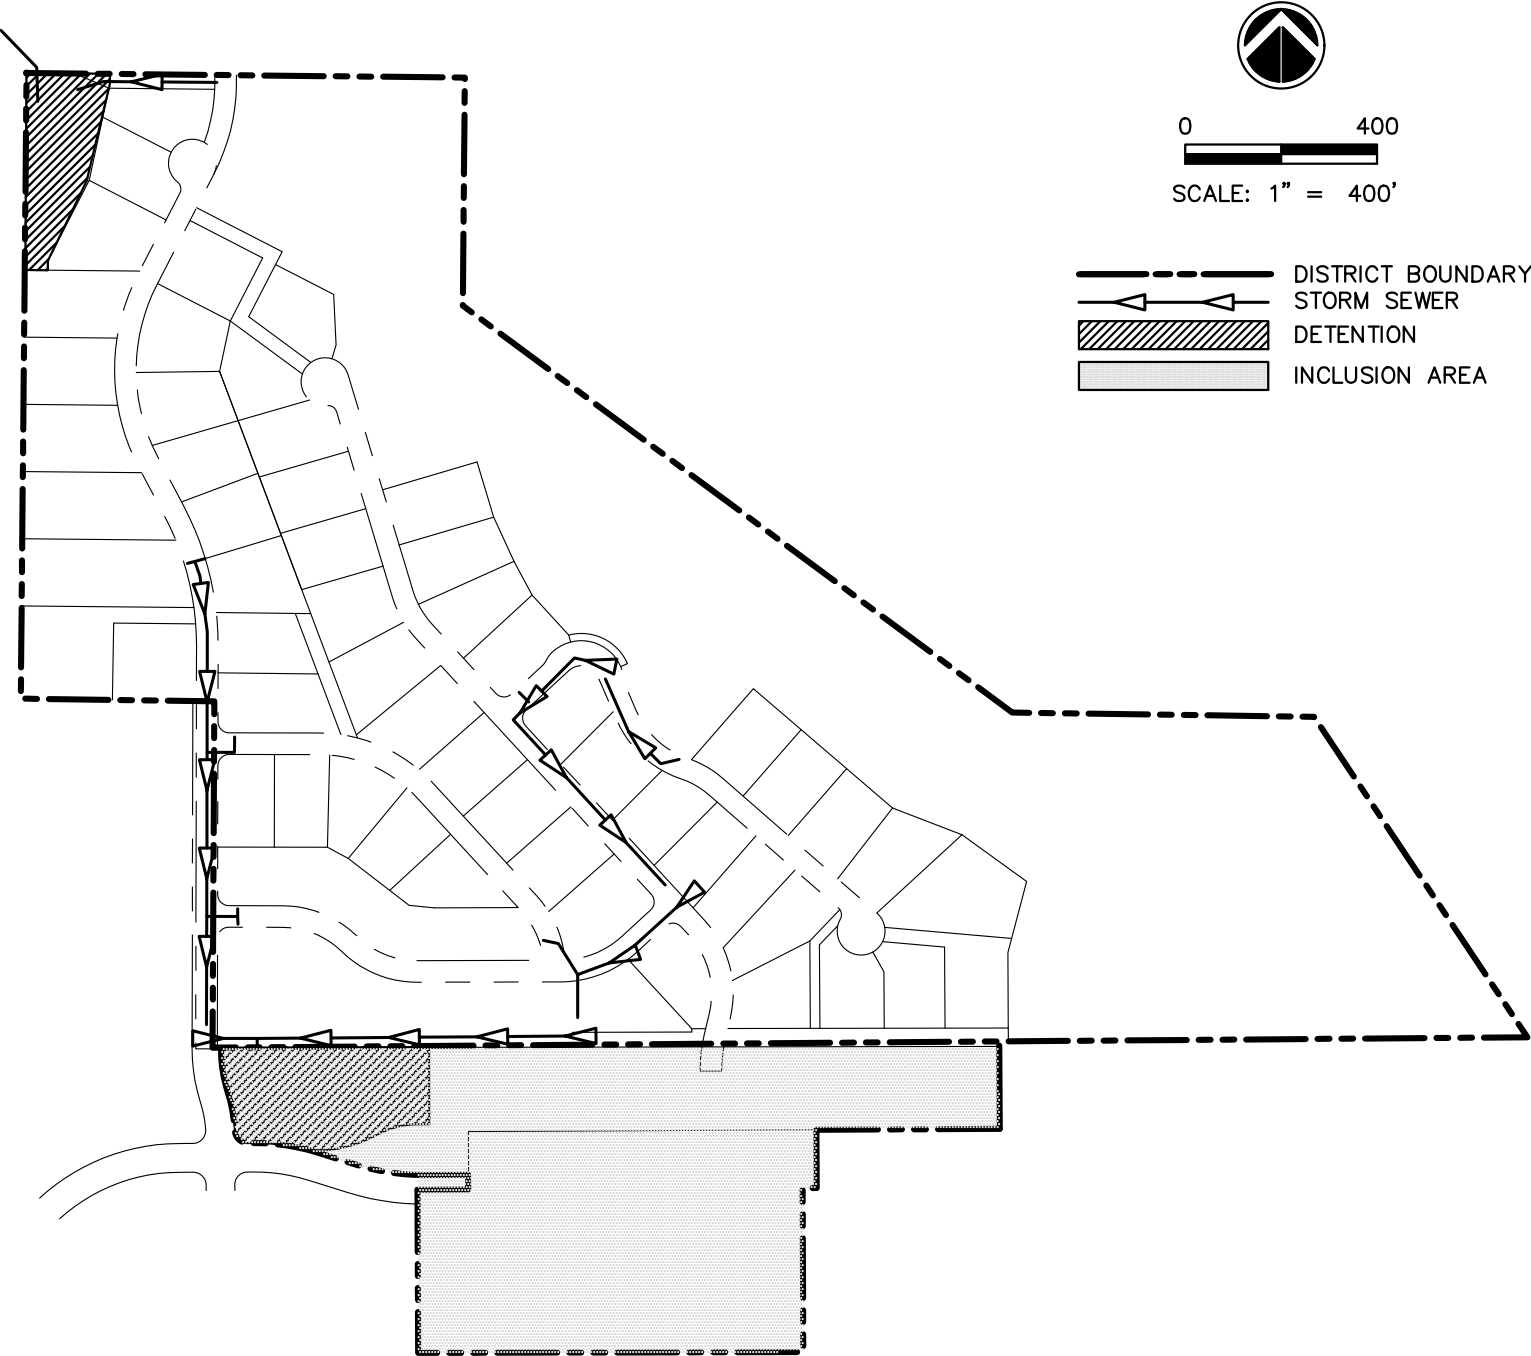 0 400
SCALE: 1" = 400'
DISTRICT BOUNDARY
STORM SEWER
DETENTION
INCLUSION AREA